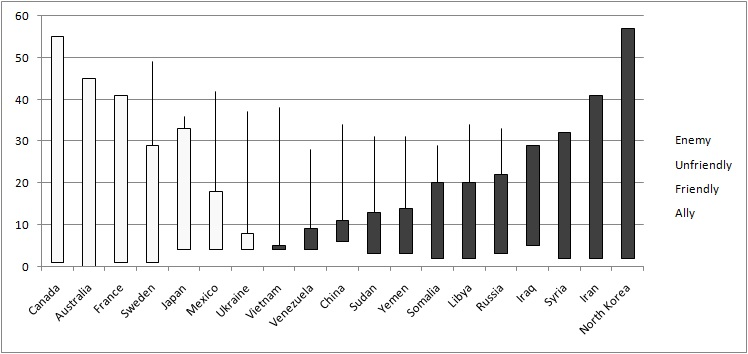 60
50
40
30
20
10
0
Canada
Australia
France
Sweden
Japan
Mexico
Ukraine
Vietnam
Venezuela
China
Sudan
Yemen
Somalia
Libya
Russia
Iraq
Syria
Iran
North Korea
Enemy
Unfriendly
Friendly
Ally